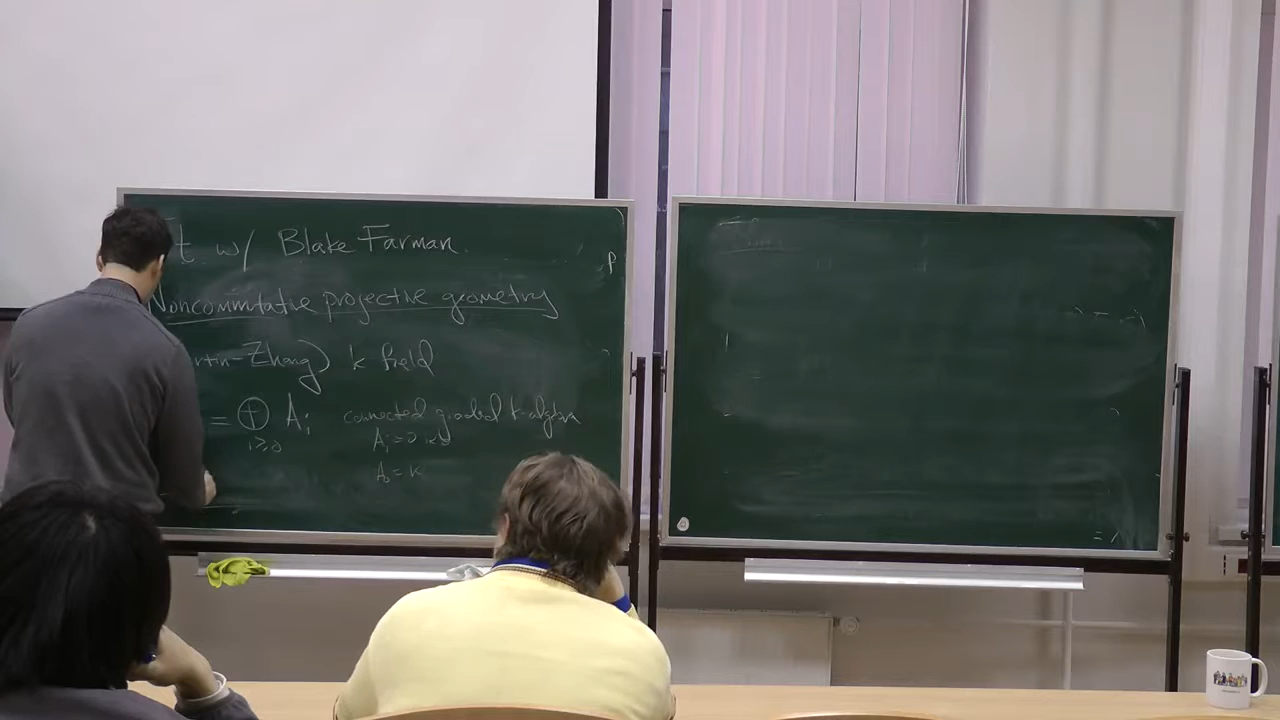 t w/ Blake Farman.
Noncommutative projective geometry
rtin-Zhang) k field
= ⊕ A_i connected graded k-algebra
i≥0
A_i=0 i<0
A_0=k